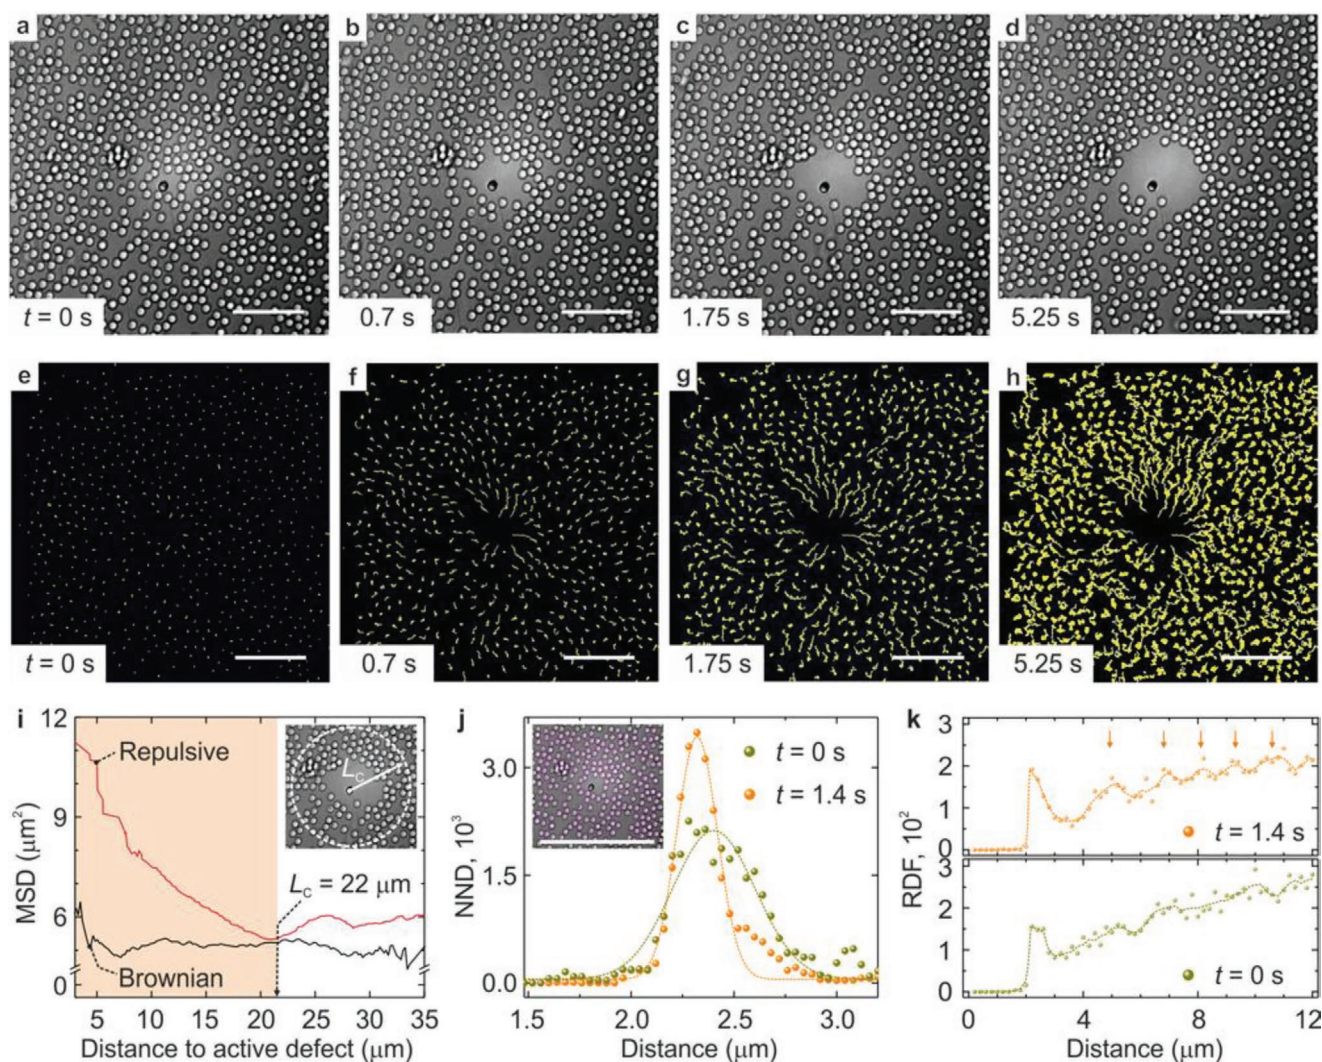 a
b
c
d
t = 0 s
0.7 s
1.75 s
5.25 s
e
f
g
h
t = 0 s
0.7 s
1.75 s
5.25 s
i
12
9
6
0
MSD (μm²)
Repulsive
Brownian
L_C
L_C = 22 μm
5 10 15 20 25 30 35
Distance to active defect (μm)
j
3.0
1.5
0.0
NND, 10³
t = 0 s
t = 1.4 s
1.5 2.0 2.5 3.0
Distance (μm)
k
3
2
1
0
t = 1.4 s
RDF, 10²
3
2
1
0
t = 0 s
0 4 8 12
Distance (μm)